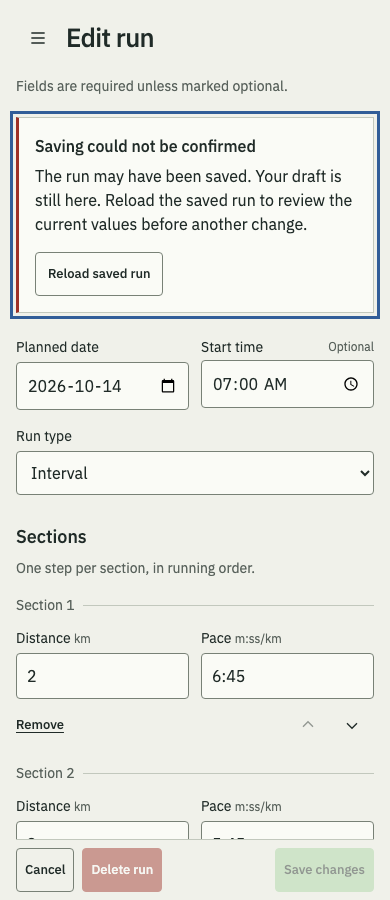 Edit run
Fields are required unless marked optional.
Saving could not be confirmed
The run may have been saved. Your draft is
still here. Reload the saved run to review the
current values before another change.
Reload saved run
Planned date
Start time Optional
2026-10-14
07:00 AM
Run type
Interval
Sections
One step per section, in running order.
Section 1
Distance km
Pace m:ss/km
2
6:45
Remove
Section 2
Distance km
Pace m:ss/km
Cancel
Delete run
Save changes